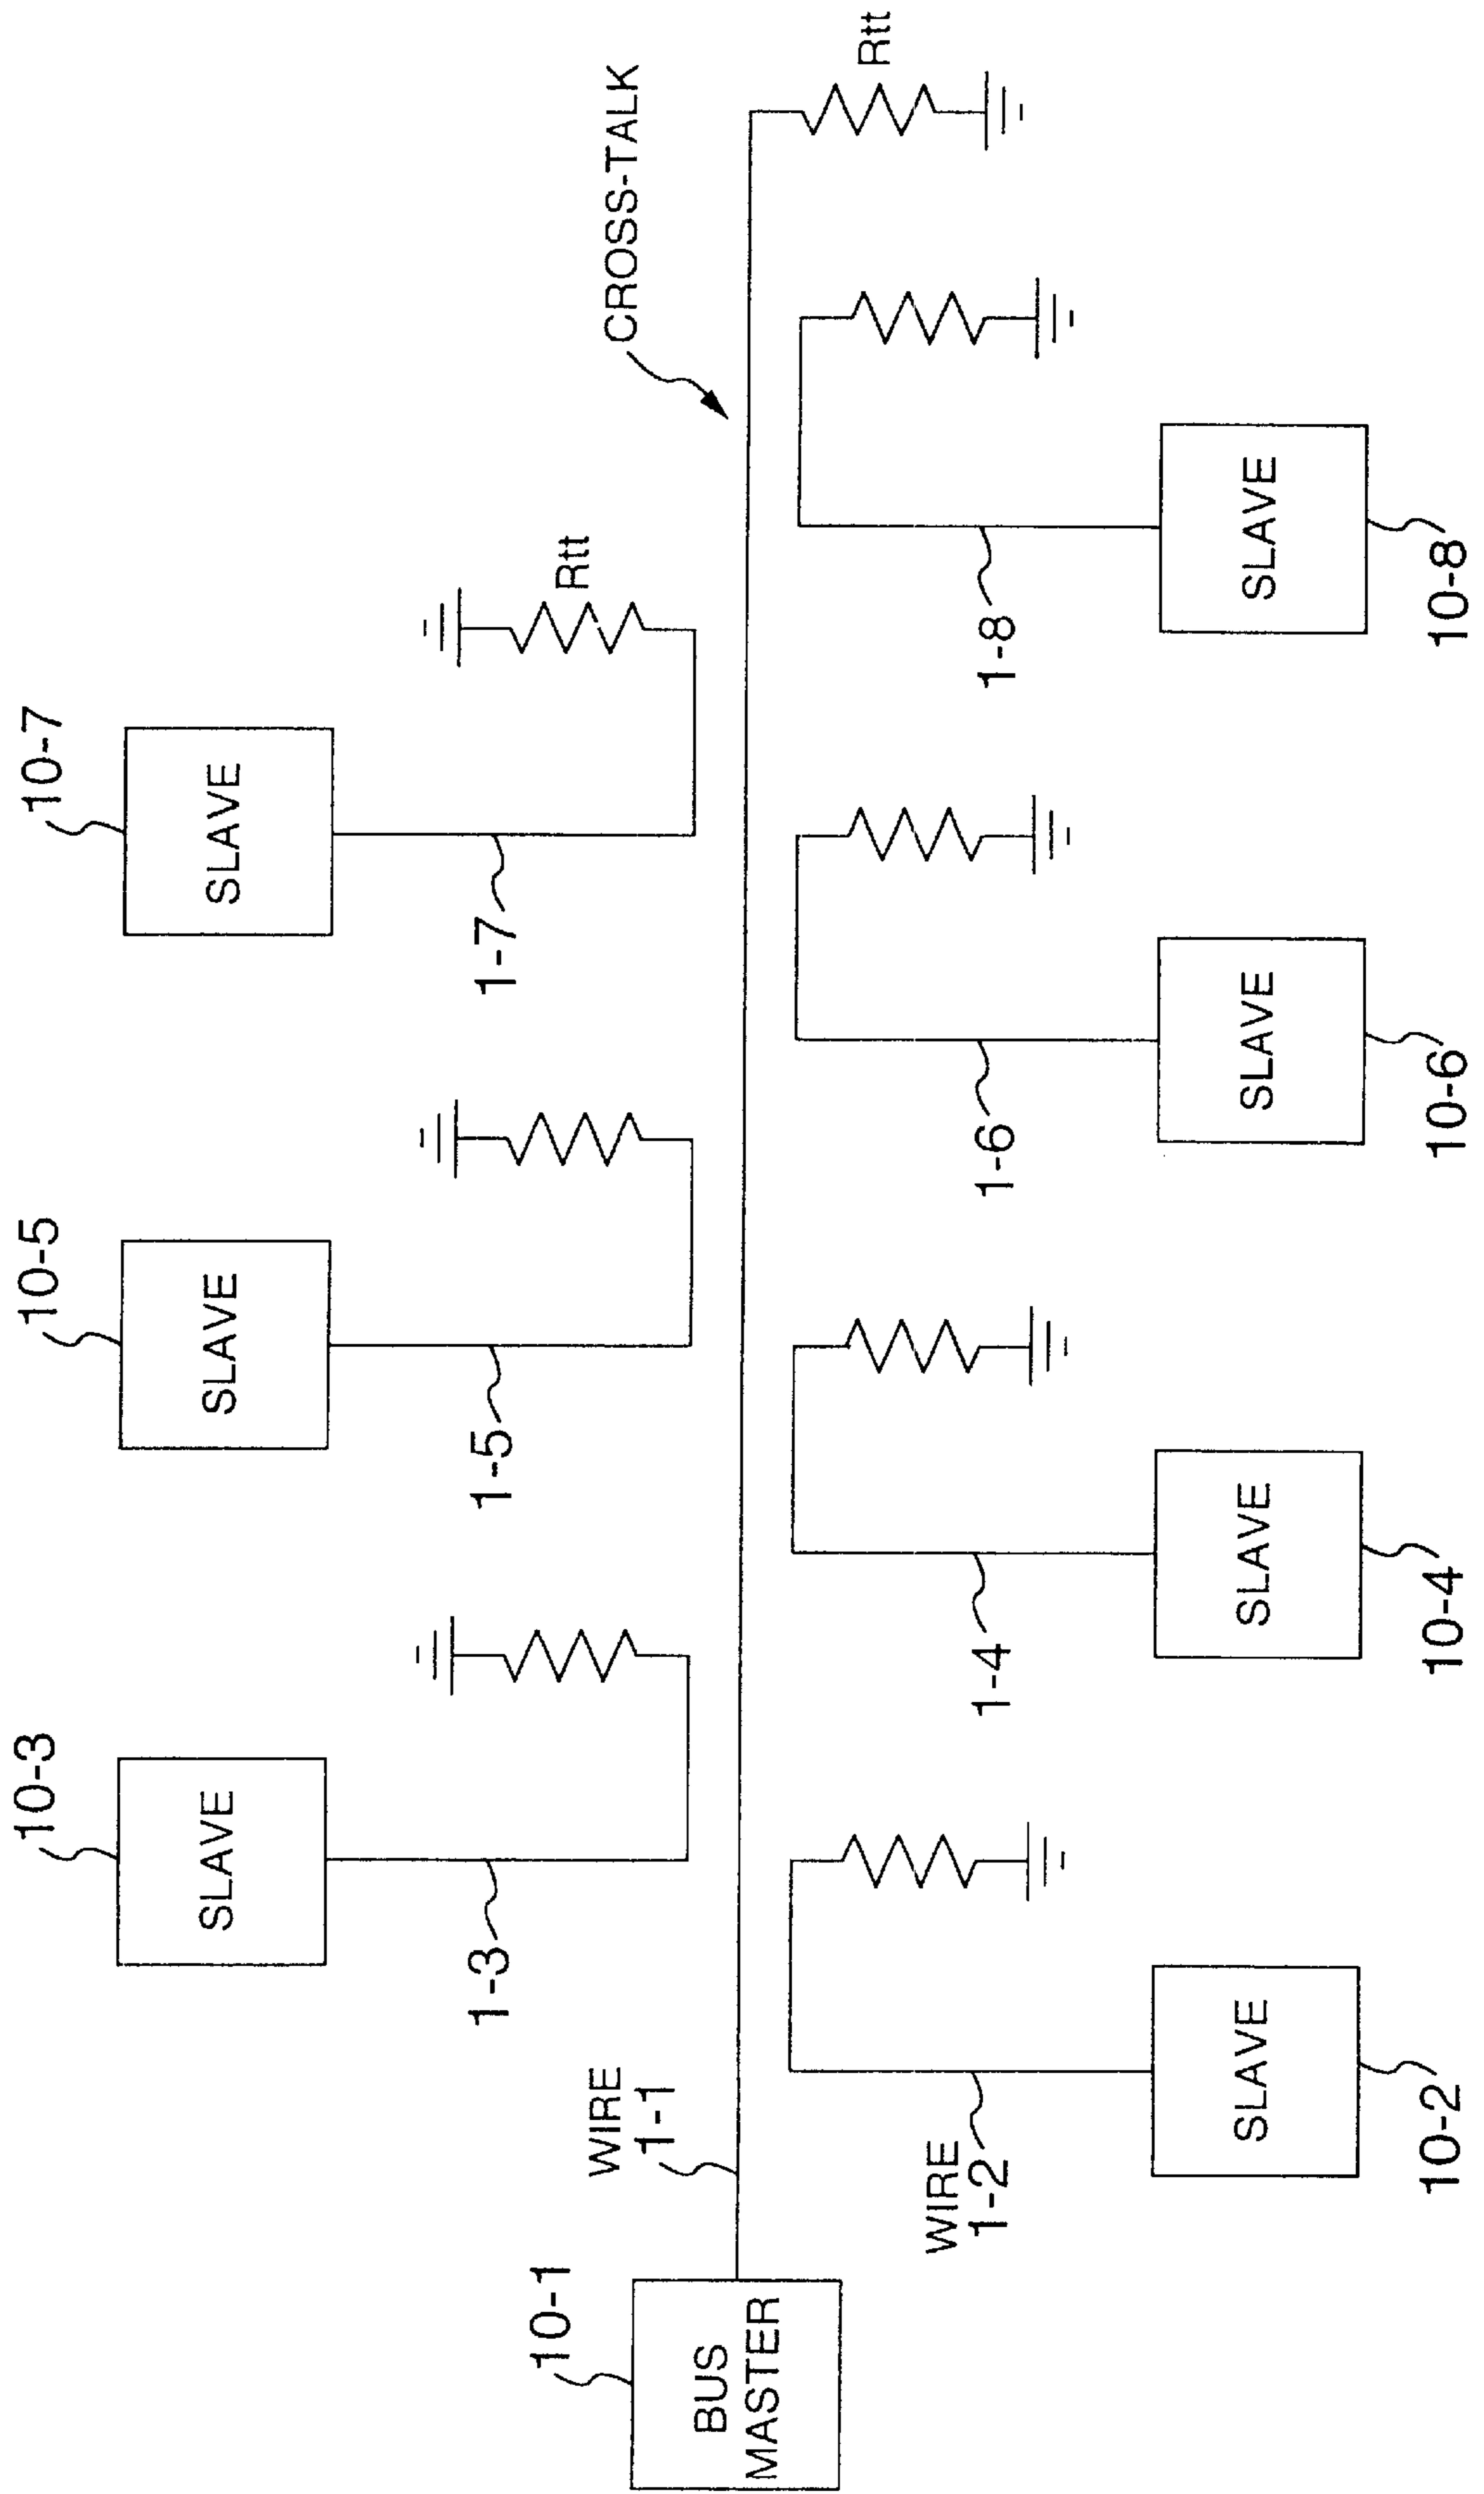 10-3
SLAVE
1-3
10-5
SLAVE
1-5
10-7
SLAVE
1-7
Rtt
CROSS-TALK
Rtt
10-1
BUS
MASTER
WIRE
1-1
WIRE
1-2
SLAVE
10-2
1-4
SLAVE
10-4
1-6
SLAVE
10-6
1-8
SLAVE
10-8